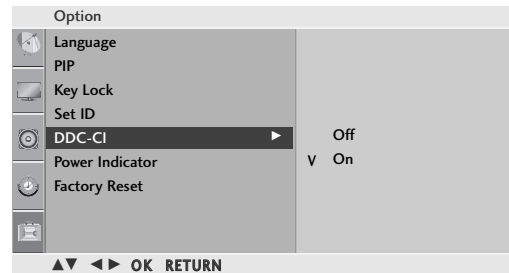 Option
Language
PIP
Key Lock
Set ID
DDC-CI ►
Off
Power Indicator
V On
Factory Reset
▲▼ ◄► OK RETURN